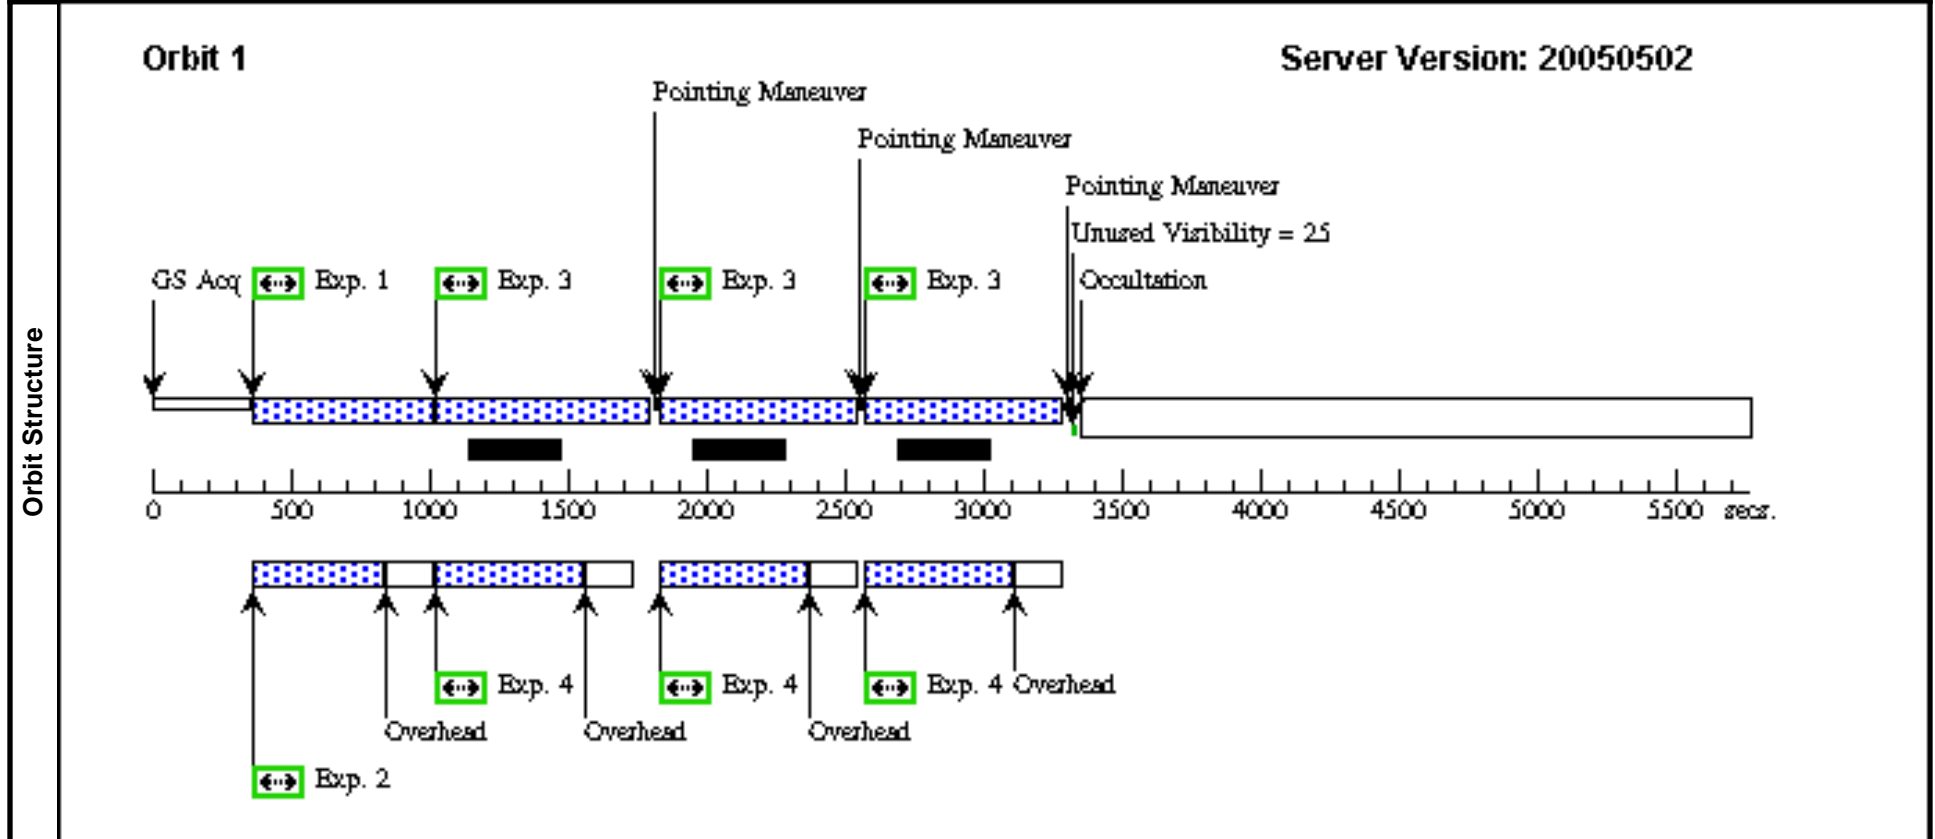 Orbit 1
Server Version: 20050502
Pointing Maneuver
Pointing Maneuver
Pointing Maneuver
Unused Visibility = 25
GS Acq
Exp. 1
Exp. 3
Exp. 3
Exp. 3
Occultation
Orbit Structure
0 500 1000 1500 2000 2500 3000 3500 4000 4500 5000 5500 secs.
Exp. 4
Exp. 4
Exp. 4
Overhead
Overhead
Overhead
Overhead
Exp. 2